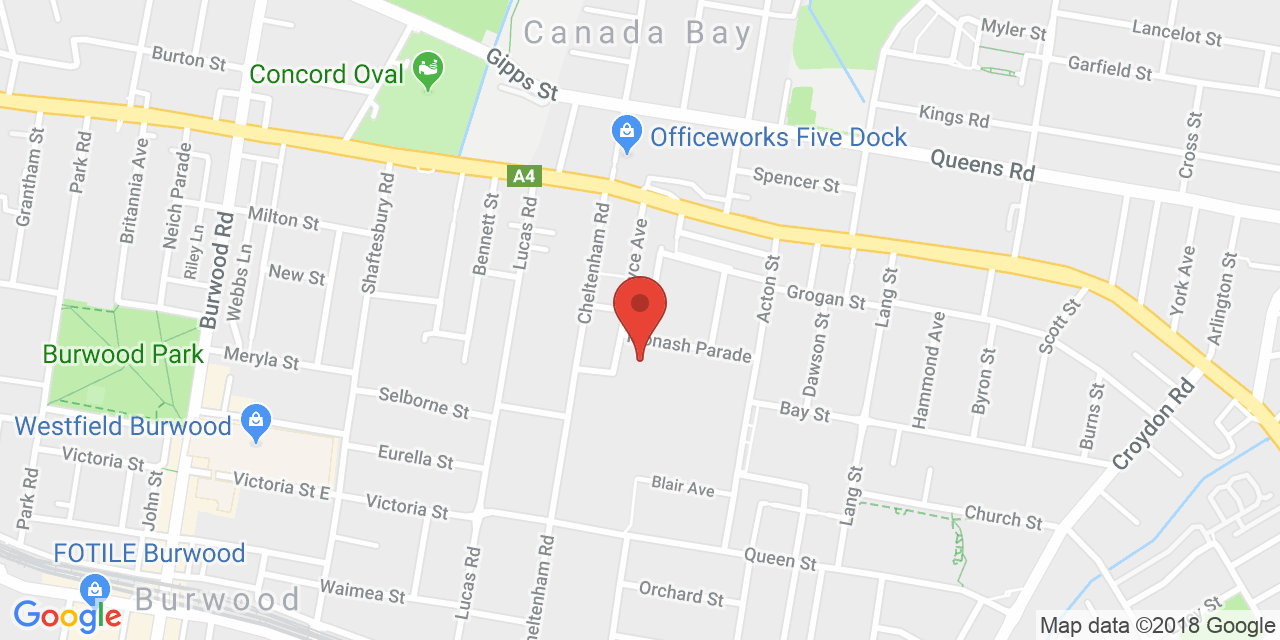 Canada Bay
Myler St
Lancelot St
Burton St
Concord Oval
Gipps St
Garfield St
Kings Rd
Cross St
Officeworks Five Dock
Queens Rd
Grantham St
Park Rd
Britannia Ave
Neich Parade
A4
Spencer St
Milton St
Shaftesbury Rd
Bennett St
Lucas Rd
Cheltenham Rd
yce Ave
Riley Ln
Burwood Rd
Webbs Ln
New St
Acton St
Grogan St
Lang St
York Ave
Arlington St
Scott St
Dawson St
Hammond Ave
Byron St
Burwood Park
Meryla St
onash Parade
Selborne St
Bay St
Burns St
Croydon Rd
Westfield Burwood
Victoria St
Eurella St
Park Rd
John St
Victoria St E
Victoria St
Blair Ave
Lang St
Church St
FOTILE Burwood
Lucas Rd
Cheltenham Rd
Queen St
Waimea St
Orchard St
Burwood
Google
Map data ©2018 Google